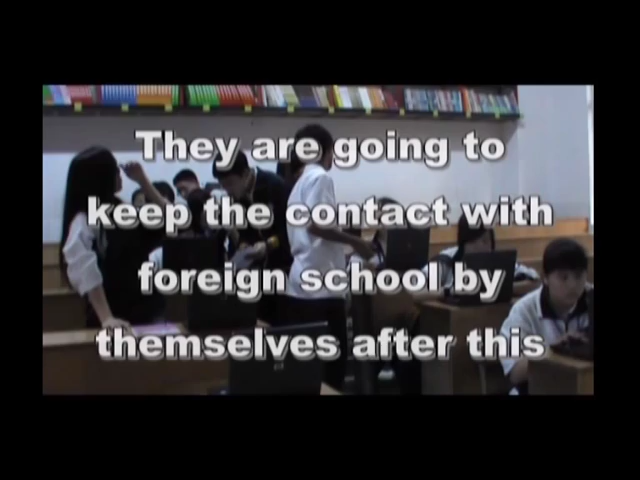 They are going to
keep the contact with
foreign school by
themselves after this